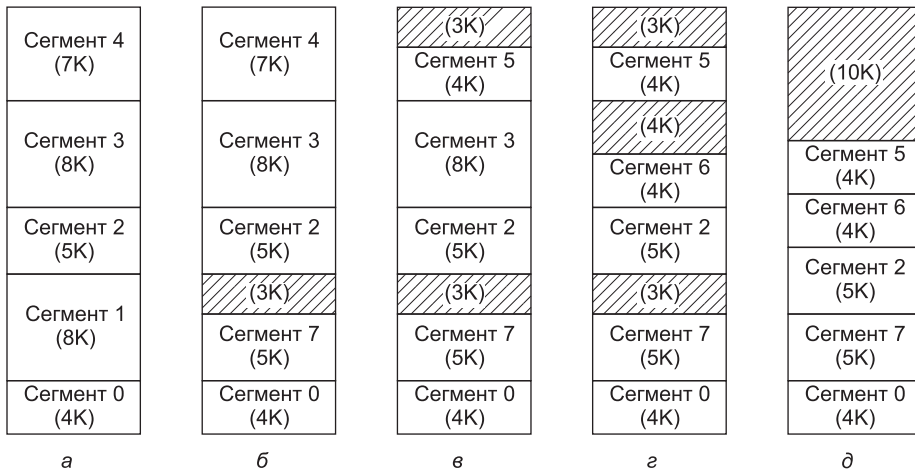 Сегмент 4
(7K)
Сегмент 3
(8K)
Сегмент 2
(5K)
Сегмент 1
(8K)
Сегмент 0
(4K)
а
Сегмент 4
(7K)
Сегмент 3
(8K)
Сегмент 2
(5K)
(3K)
Сегмент 7
(5K)
Сегмент 0
(4K)
б
(3K)
Сегмент 5
(4K)
Сегмент 3
(8K)
Сегмент 2
(5K)
(3K)
Сегмент 7
(5K)
Сегмент 0
(4K)
в
(3K)
Сегмент 5
(4K)
(4K)
Сегмент 6
(4K)
Сегмент 2
(5K)
(3K)
Сегмент 7
(5K)
Сегмент 0
(4K)
г
(10K)
Сегмент 5
(4K)
Сегмент 6
(4K)
Сегмент 2
(5K)
Сегмент 7
(5K)
Сегмент 0
(4K)
д